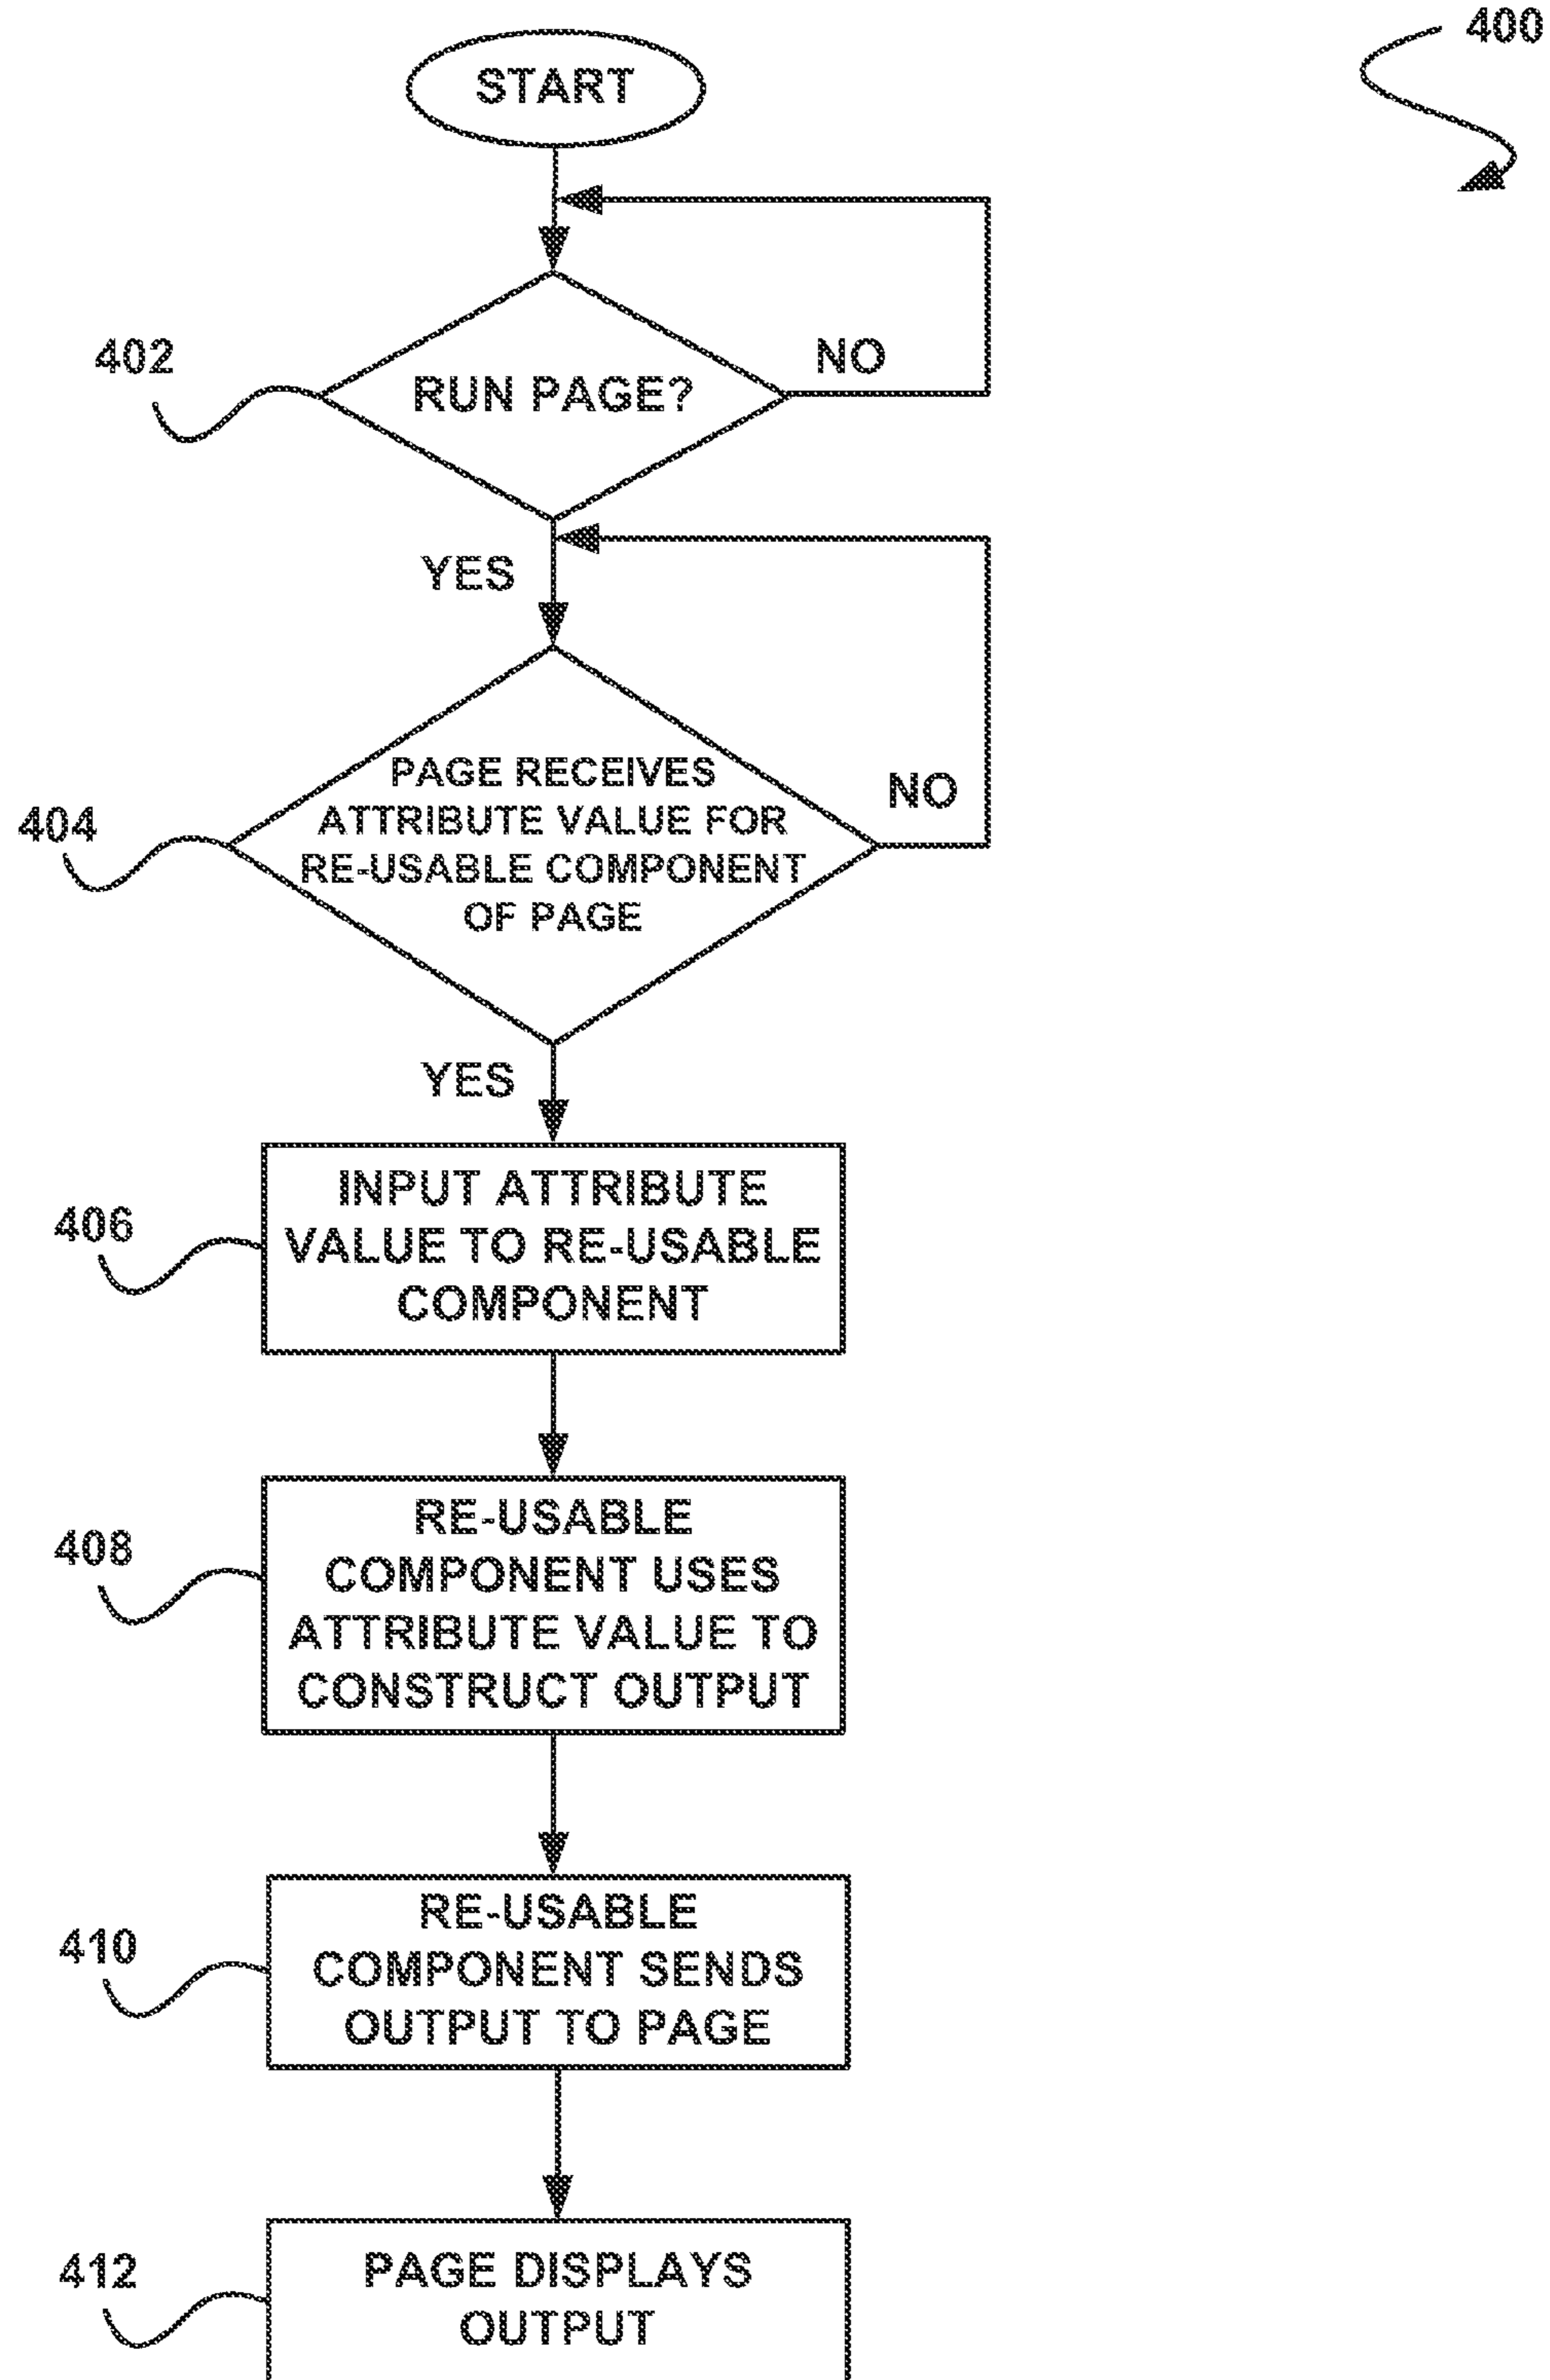 400
START
402
RUN PAGE?
NO
YES
404
PAGE RECEIVES
ATTRIBUTE VALUE FOR
RE-USABLE COMPONENT
OF PAGE
NO
YES
406
INPUT ATTRIBUTE
VALUE TO RE-USABLE
COMPONENT
408
RE-USABLE
COMPONENT USES
ATTRIBUTE VALUE TO
CONSTRUCT OUTPUT
410
RE-USABLE
COMPONENT SENDS
OUTPUT TO PAGE
412
PAGE DISPLAYS
OUTPUT